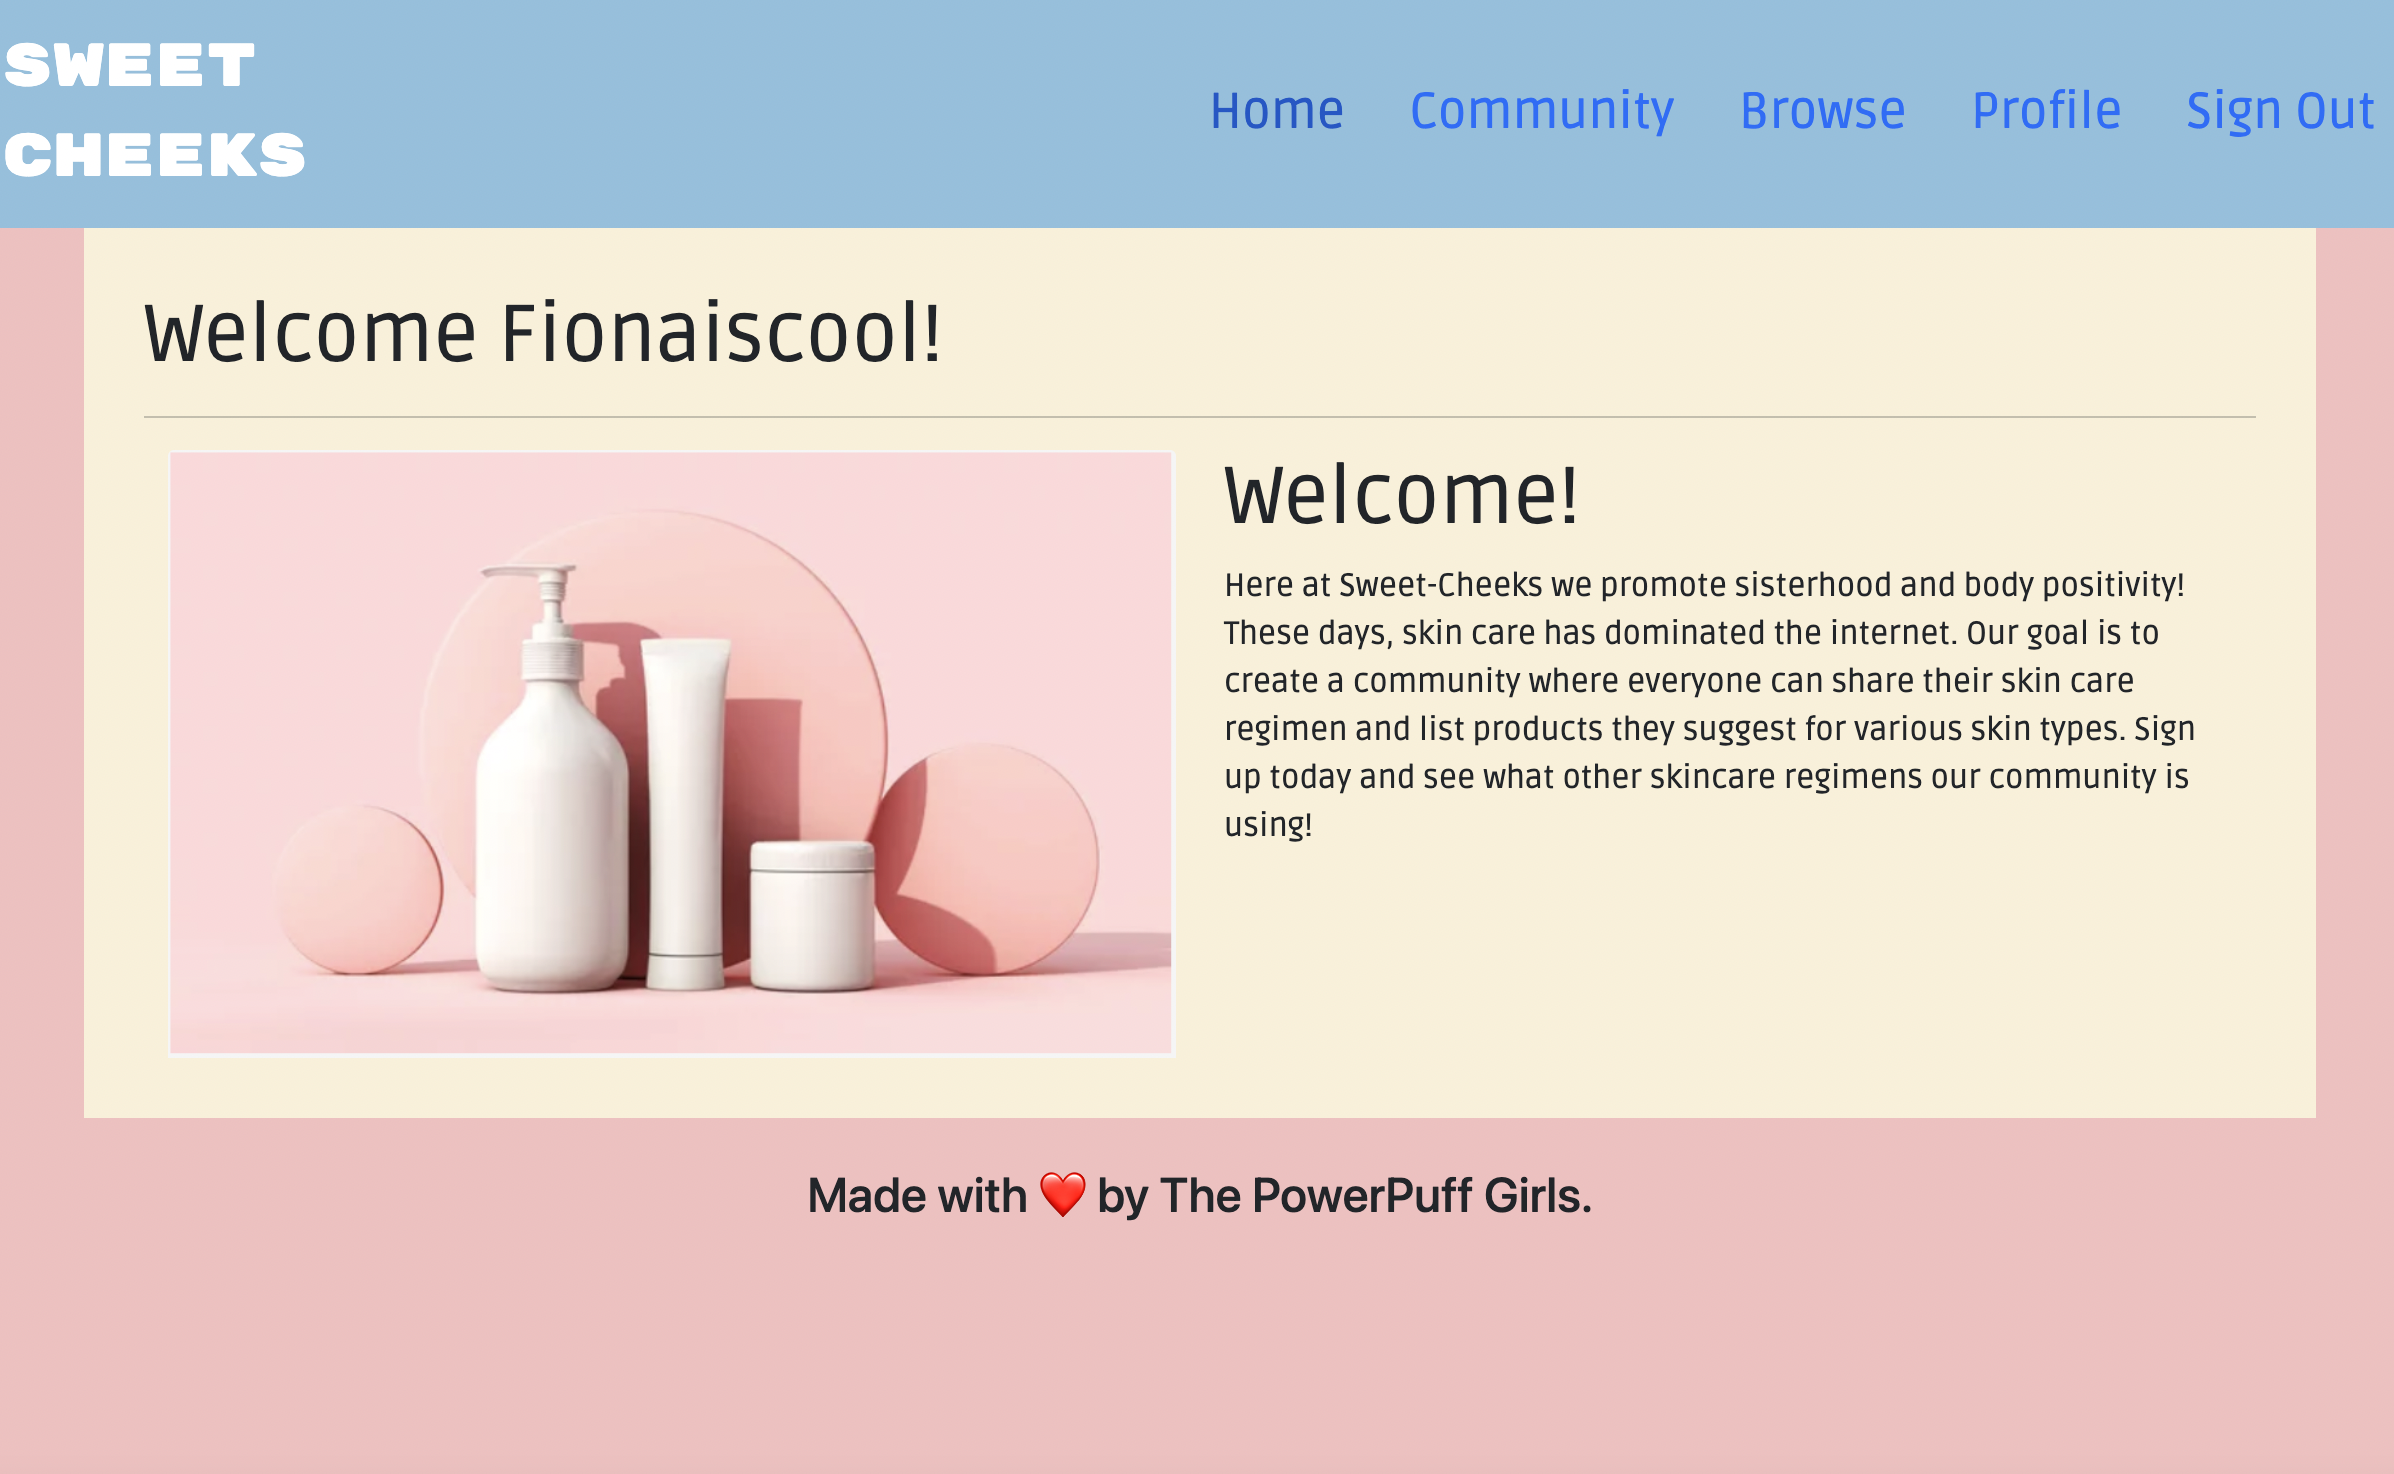 SWEET
CHEEKS
Home Community Browse Profile Sign Out
Welcome Fionaiscool!
Welcome!
Here at Sweet-Cheeks we promote sisterhood and body positivity!
These days, skin care has dominated the internet. Our goal is to
create a community where everyone can share their skin care
regimen and list products they suggest for various skin types. Sign
up today and see what other skincare regimens our community is
using!
Made with ❤️ by The PowerPuff Girls.